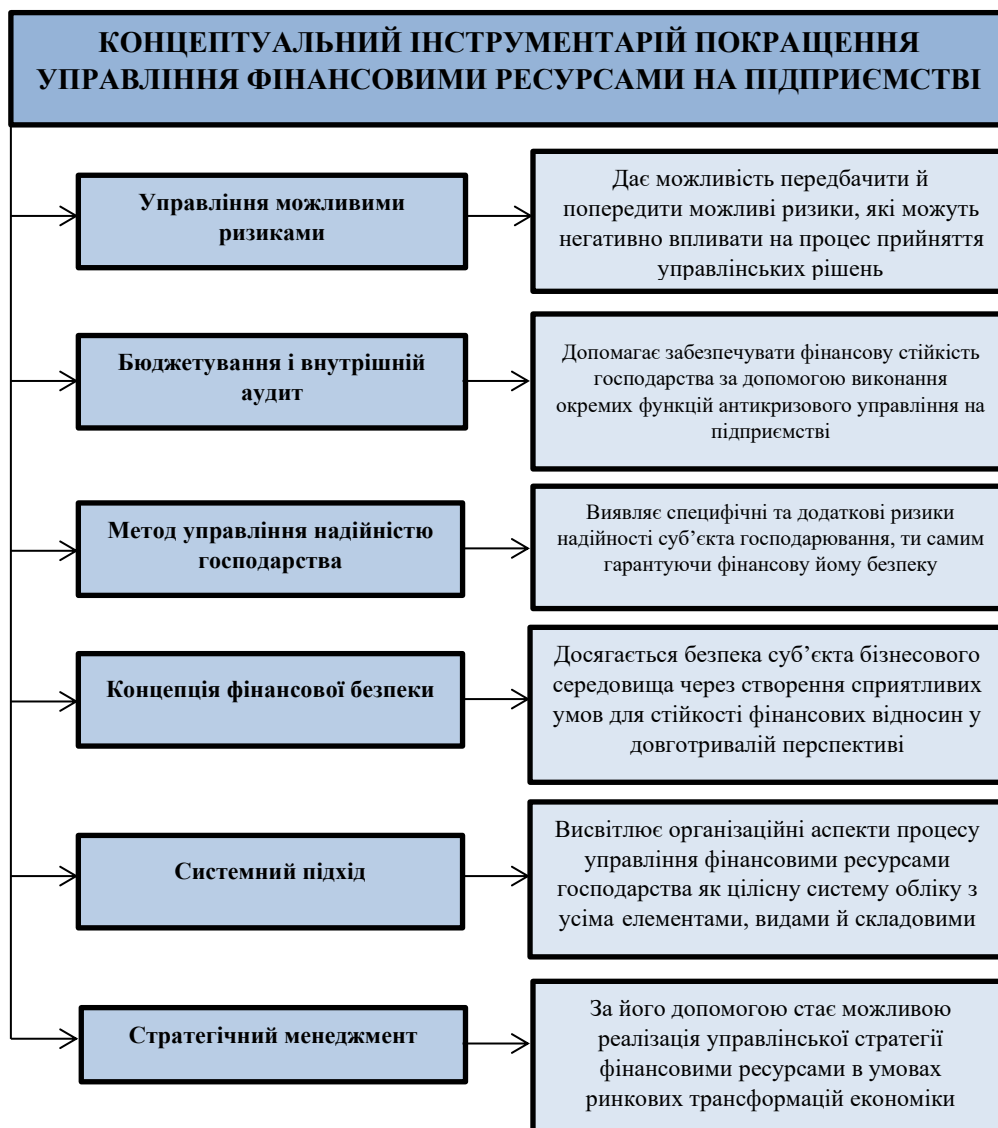 КОНЦЕПТУАЛЬНИЙ ІНСТРУМЕНТАРІЙ ПОКРАЩЕННЯ
УПРАВЛІННЯ ФІНАНСОВИМИ РЕСУРСАМИ НА ПІДПРИЄМСТВІ
Управління можливими
ризиками
Дає можливість передбачити й
попередити можливі ризики, які можуть
негативно впливати на процес прийняття
управлінських рішень
Бюджетування і внутрішній
аудит
Допомагає забезпечувати фінансову стійкість
господарства за допомогою виконання
окремих функцій антикризового управління на
підприємстві
Метод управління надійністю
господарства
Виявляє специфічні та додаткові ризики
надійності суб’єкта господарювання, ти самим
гарантуючи фінансову йому безпеку
Концепція фінансової безпеки
Досягається безпека суб’єкта бізнесового
середовища через створення сприятливих
умов для стійкості фінансових відносин у
довготривалій перспективі
Системний підхід
Висвітлює організаційні аспекти процесу
управління фінансовими ресурсами
господарства як цілісну систему обліку з
усіма елементами, видами й складовими
Стратегічний менеджмент
За його допомогою стає можливою
реалізація управлінської стратегії
фінансовими ресурсами в умовах
ринкових трансформацій економіки